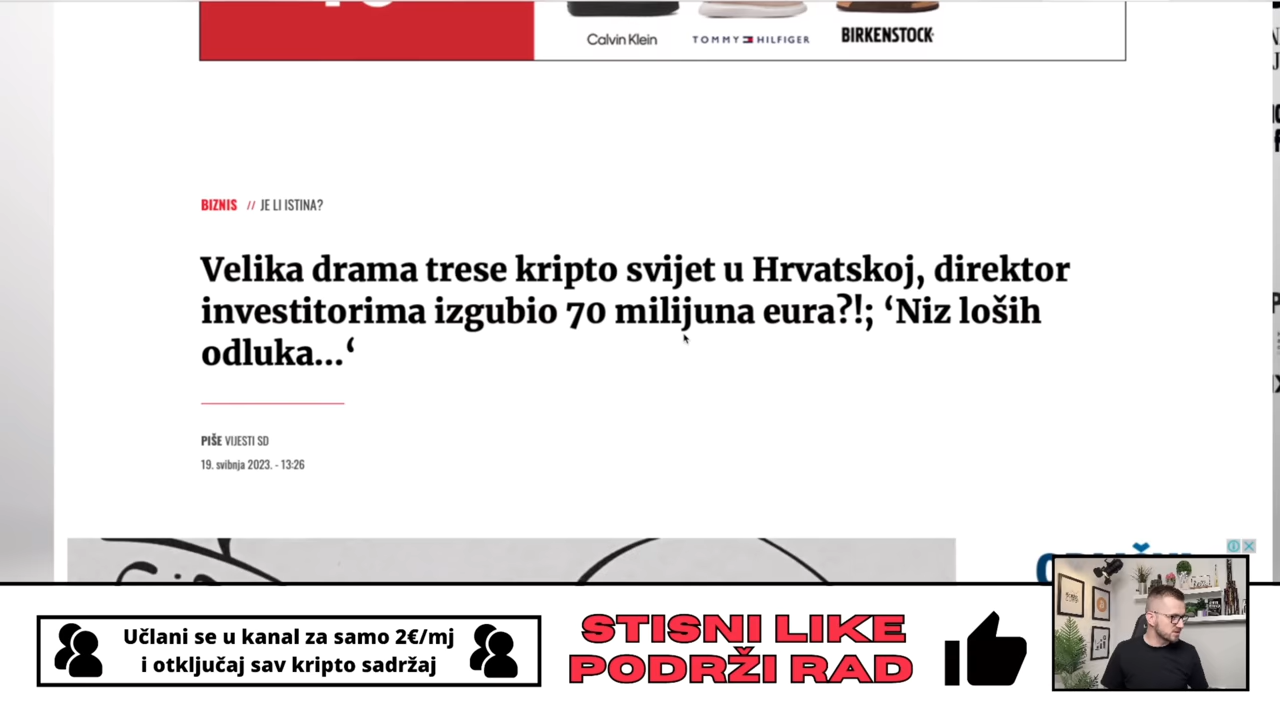 Calvin Klein
TOMMY HILFIGER
BIRKENSTOCK
BIZNIS // JE LI ISTINA?
Velika drama trese kripto svijet u Hrvatskoj, direktor
investitorima izgubio 70 milijuna eura?!; ‘Niz loših
odluka...‘
PIŠE VIJESTI SD
19. svibnja 2023. - 13:26
Učlani se u kanal za samo 2€/mj
i otključaj sav kripto sadržaj
STISNI LIKE
PODRŽI RAD